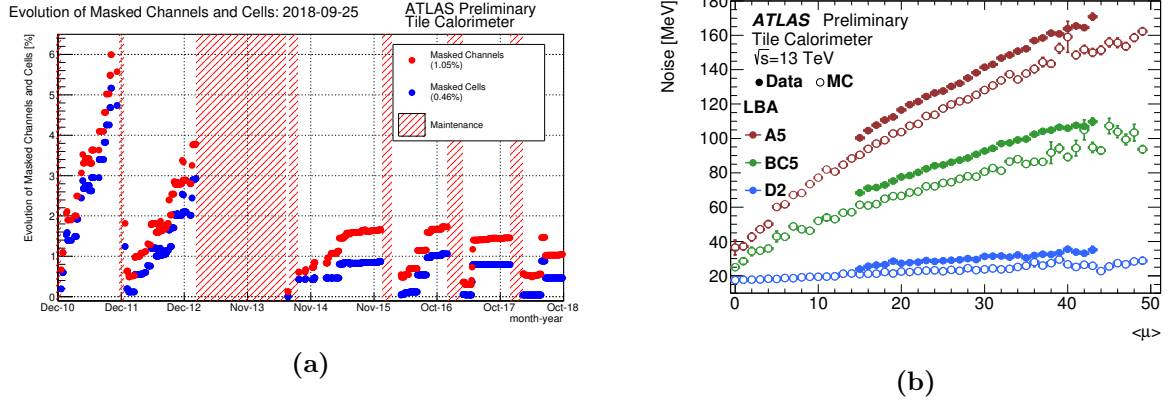 Evolution of Masked Channels and Cells: 2018-09-25
ATLAS Preliminary
Tile Calorimeter
Evolution of Masked Channels and Cells [%]
6
5
4
3
2
1
0
Masked Channels
(1.05%)
Masked Cells
(0.46%)
Maintenance
Dec-10 Dec-11 Dec-12 Nov-13 Nov-14 Nov-15 Oct-16 Oct-17 Oct-18
month-year
(a)
Noise [MeV]
160
140
120
100
80
60
40
20
ATLAS Preliminary
Tile Calorimeter
√s=13 TeV
Data MC
LBA
A5
BC5
D2
0 10 20 30 40 50
<μ>
(b)